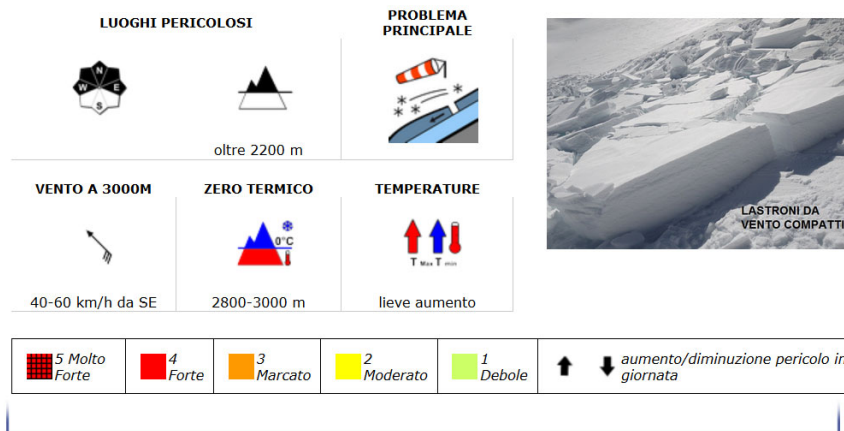 LUOGHI PERICOLOSI
PROBLEMA
PRINCIPALE
N
W E
S
oltre 2200 m
LASTRONI DA
VENTO COMPATTI
VENTO A 3000M
ZERO TERMICO
TEMPERATURE
0°C
T Max T min
40-60 km/h da SE
2800-3000 m
lieve aumento
5 Molto
Forte
4
Forte
3
Marcato
2
Moderato
1
Debole
aumento/diminuzione pericolo in
giornata